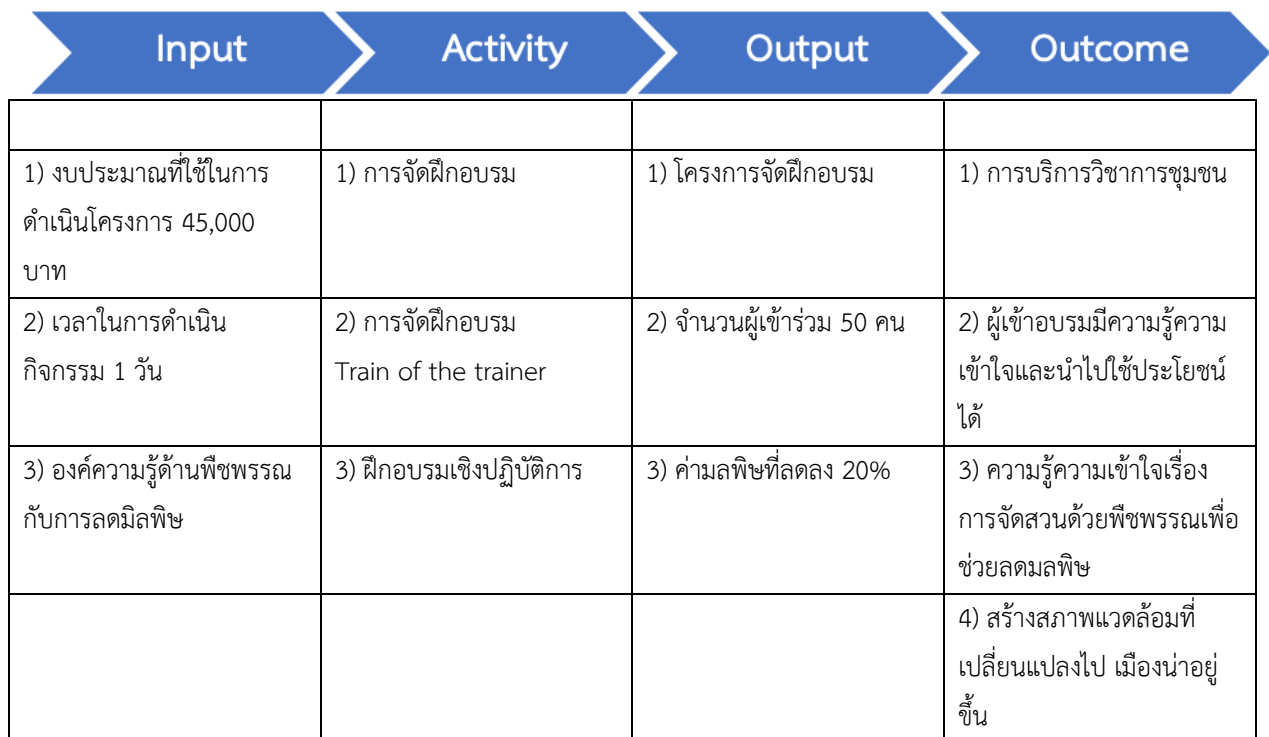 Input
Activity
Output
Outcome
1) งบประมาณที่ใช้ในการ
ดำเนินโครงการ 45,000
บาท
1) การจัดฝึกอบรม
1) โครงการจัดฝึกอบรม
1) การบริการวิชาการชุมชน
2) เวลาในการดำเนิน
กิจกรรม 1 วัน
2) การจัดฝึกอบรม
Train of the trainer
2) จำนวนผู้เข้าร่วม 50 คน
2) ผู้เข้าอบรมมีความรู้ความ
เข้าใจและนำไปใช้ประโยชน์
ได้
3) องค์ความรู้ด้านพืชพรรณ
กับการลดมิลพิษ
3) ฝึกอบรมเชิงปฏิบัติการ
3) ค่ามลพิษที่ลดลง 20%
3) ความรู้ความเข้าใจเรื่อง
การจัดสวนด้วยพืชพรรณเพื่อ
ช่วยลดมลพิษ
4) สร้างสภาพแวดล้อมที่
เปลี่ยนแปลงไป เมืองน่าอยู่
ขึ้น